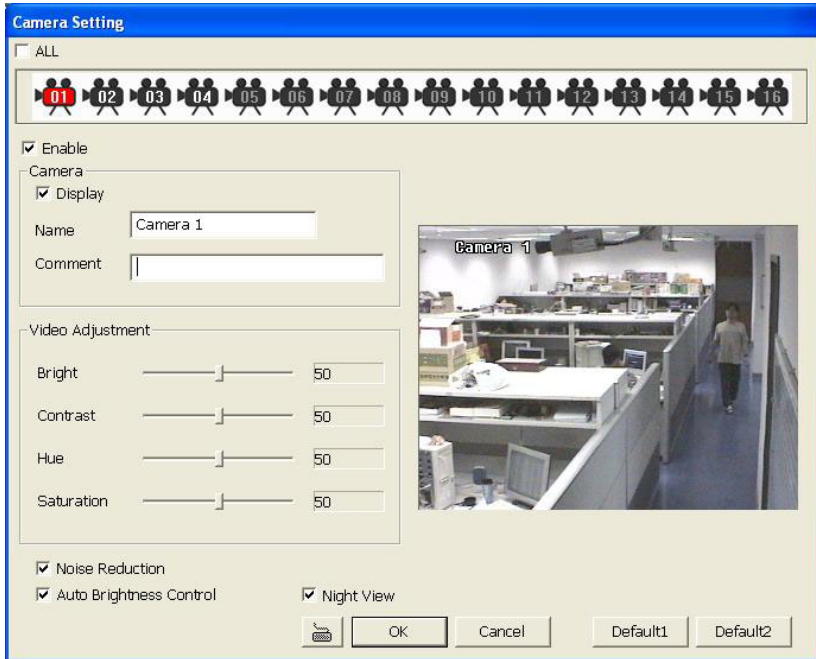 Camera Setting
ALL
01 02 03 04 05 06 07 08 09 10 11 12 13 14 15 16
Enable
Camera
Display
Name Camera 1
Comment
Camera 1
Video Adjustment
Bright 50
Contrast 50
Hue 50
Saturation 50
Noise Reduction
Auto Brightness Control Night View
OK Cancel Default1 Default2